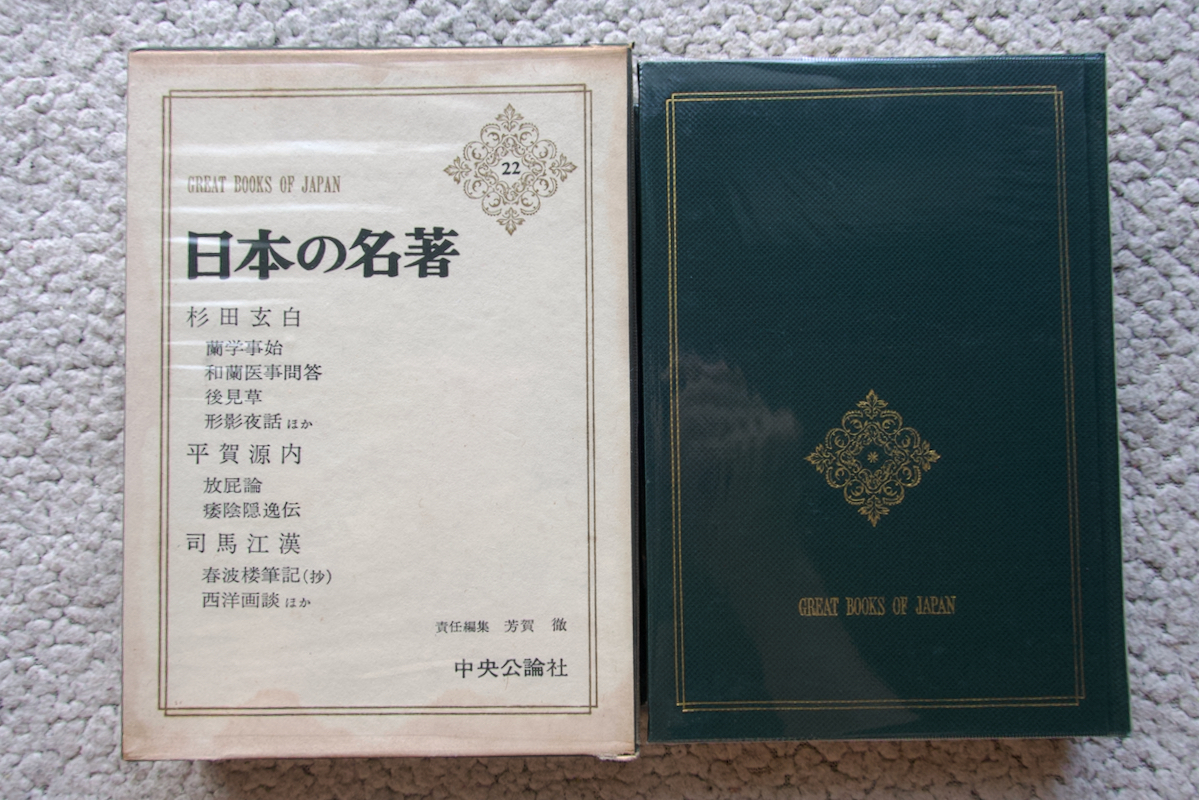 22
GREAT BOOKS OF JAPAN
日本の名著
杉田玄白
蘭学事始
和蘭医事問答
後見草
形影夜話 ほか
平賀源内
放屁論
痿陰隠逸伝
司馬江漢
春波楼筆記(抄)
西洋画談 ほか
責任編集 芳賀 徹
中央公論社
GREAT BOOKS OF JAPAN